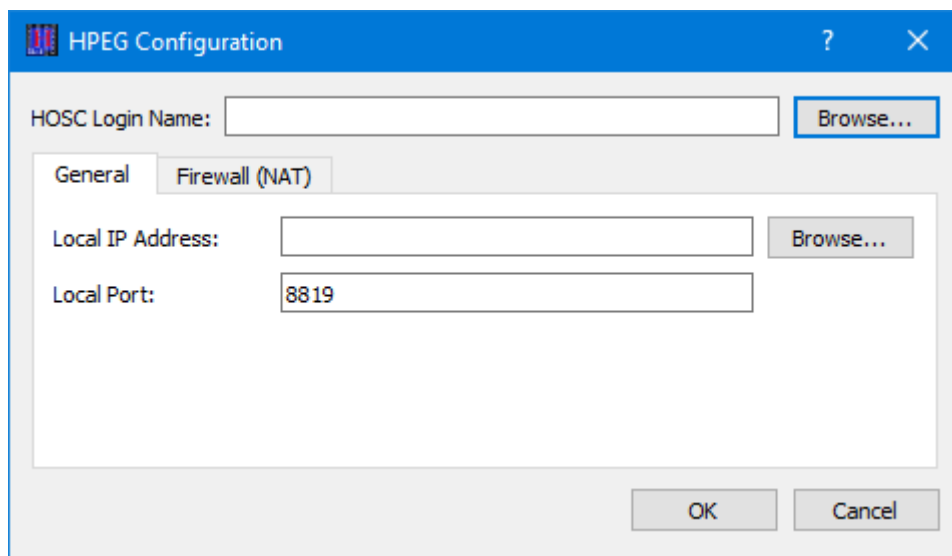 HPEG Configuration ?
HOSC Login Name: Browse...
General Firewall (NAT)
Local IP Address: Browse...
Local Port: 8819
OK Cancel